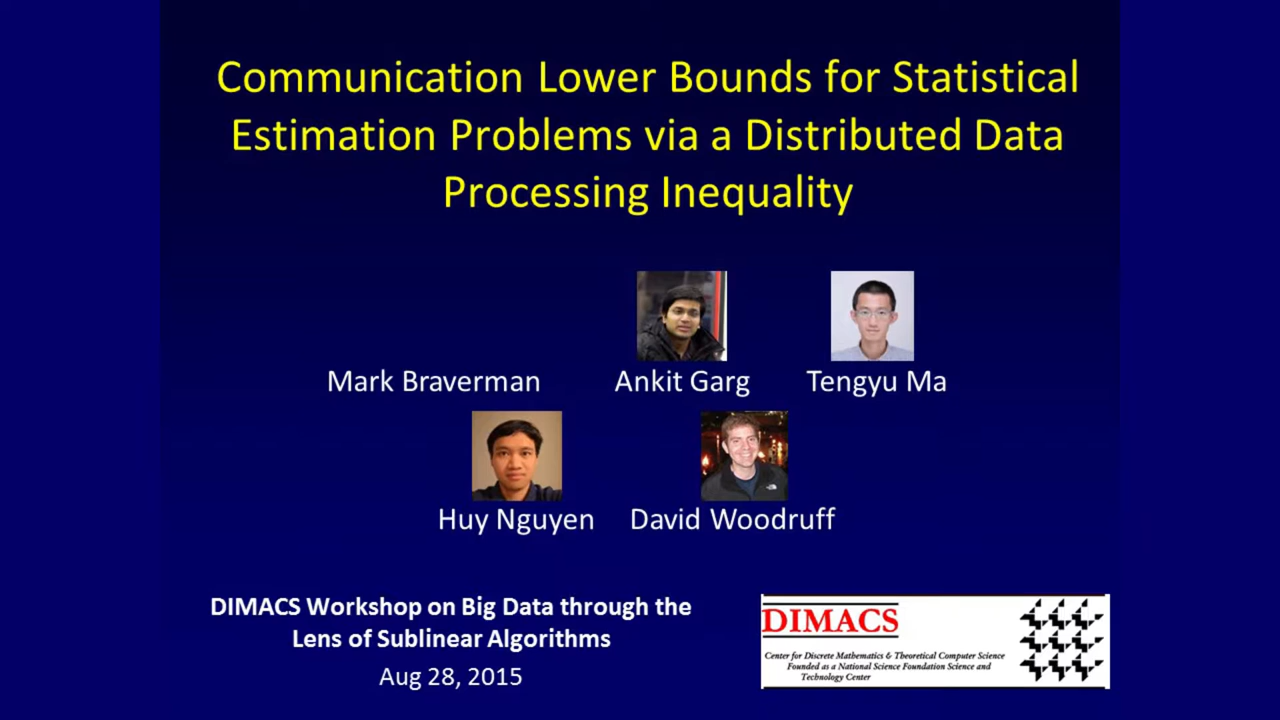 Communication Lower Bounds for Statistical
Estimation Problems via a Distributed Data
Processing Inequality
Mark Braverman Ankit Garg Tengyu Ma
Huy Nguyen David Woodruff
DIMACS Workshop on Big Data through the
Lens of Sublinear Algorithms
Aug 28, 2015
DIMACS
Center for Discrete Mathematics & Theoretical Computer Science
Founded as a National Science Foundation Science and
Technology Center